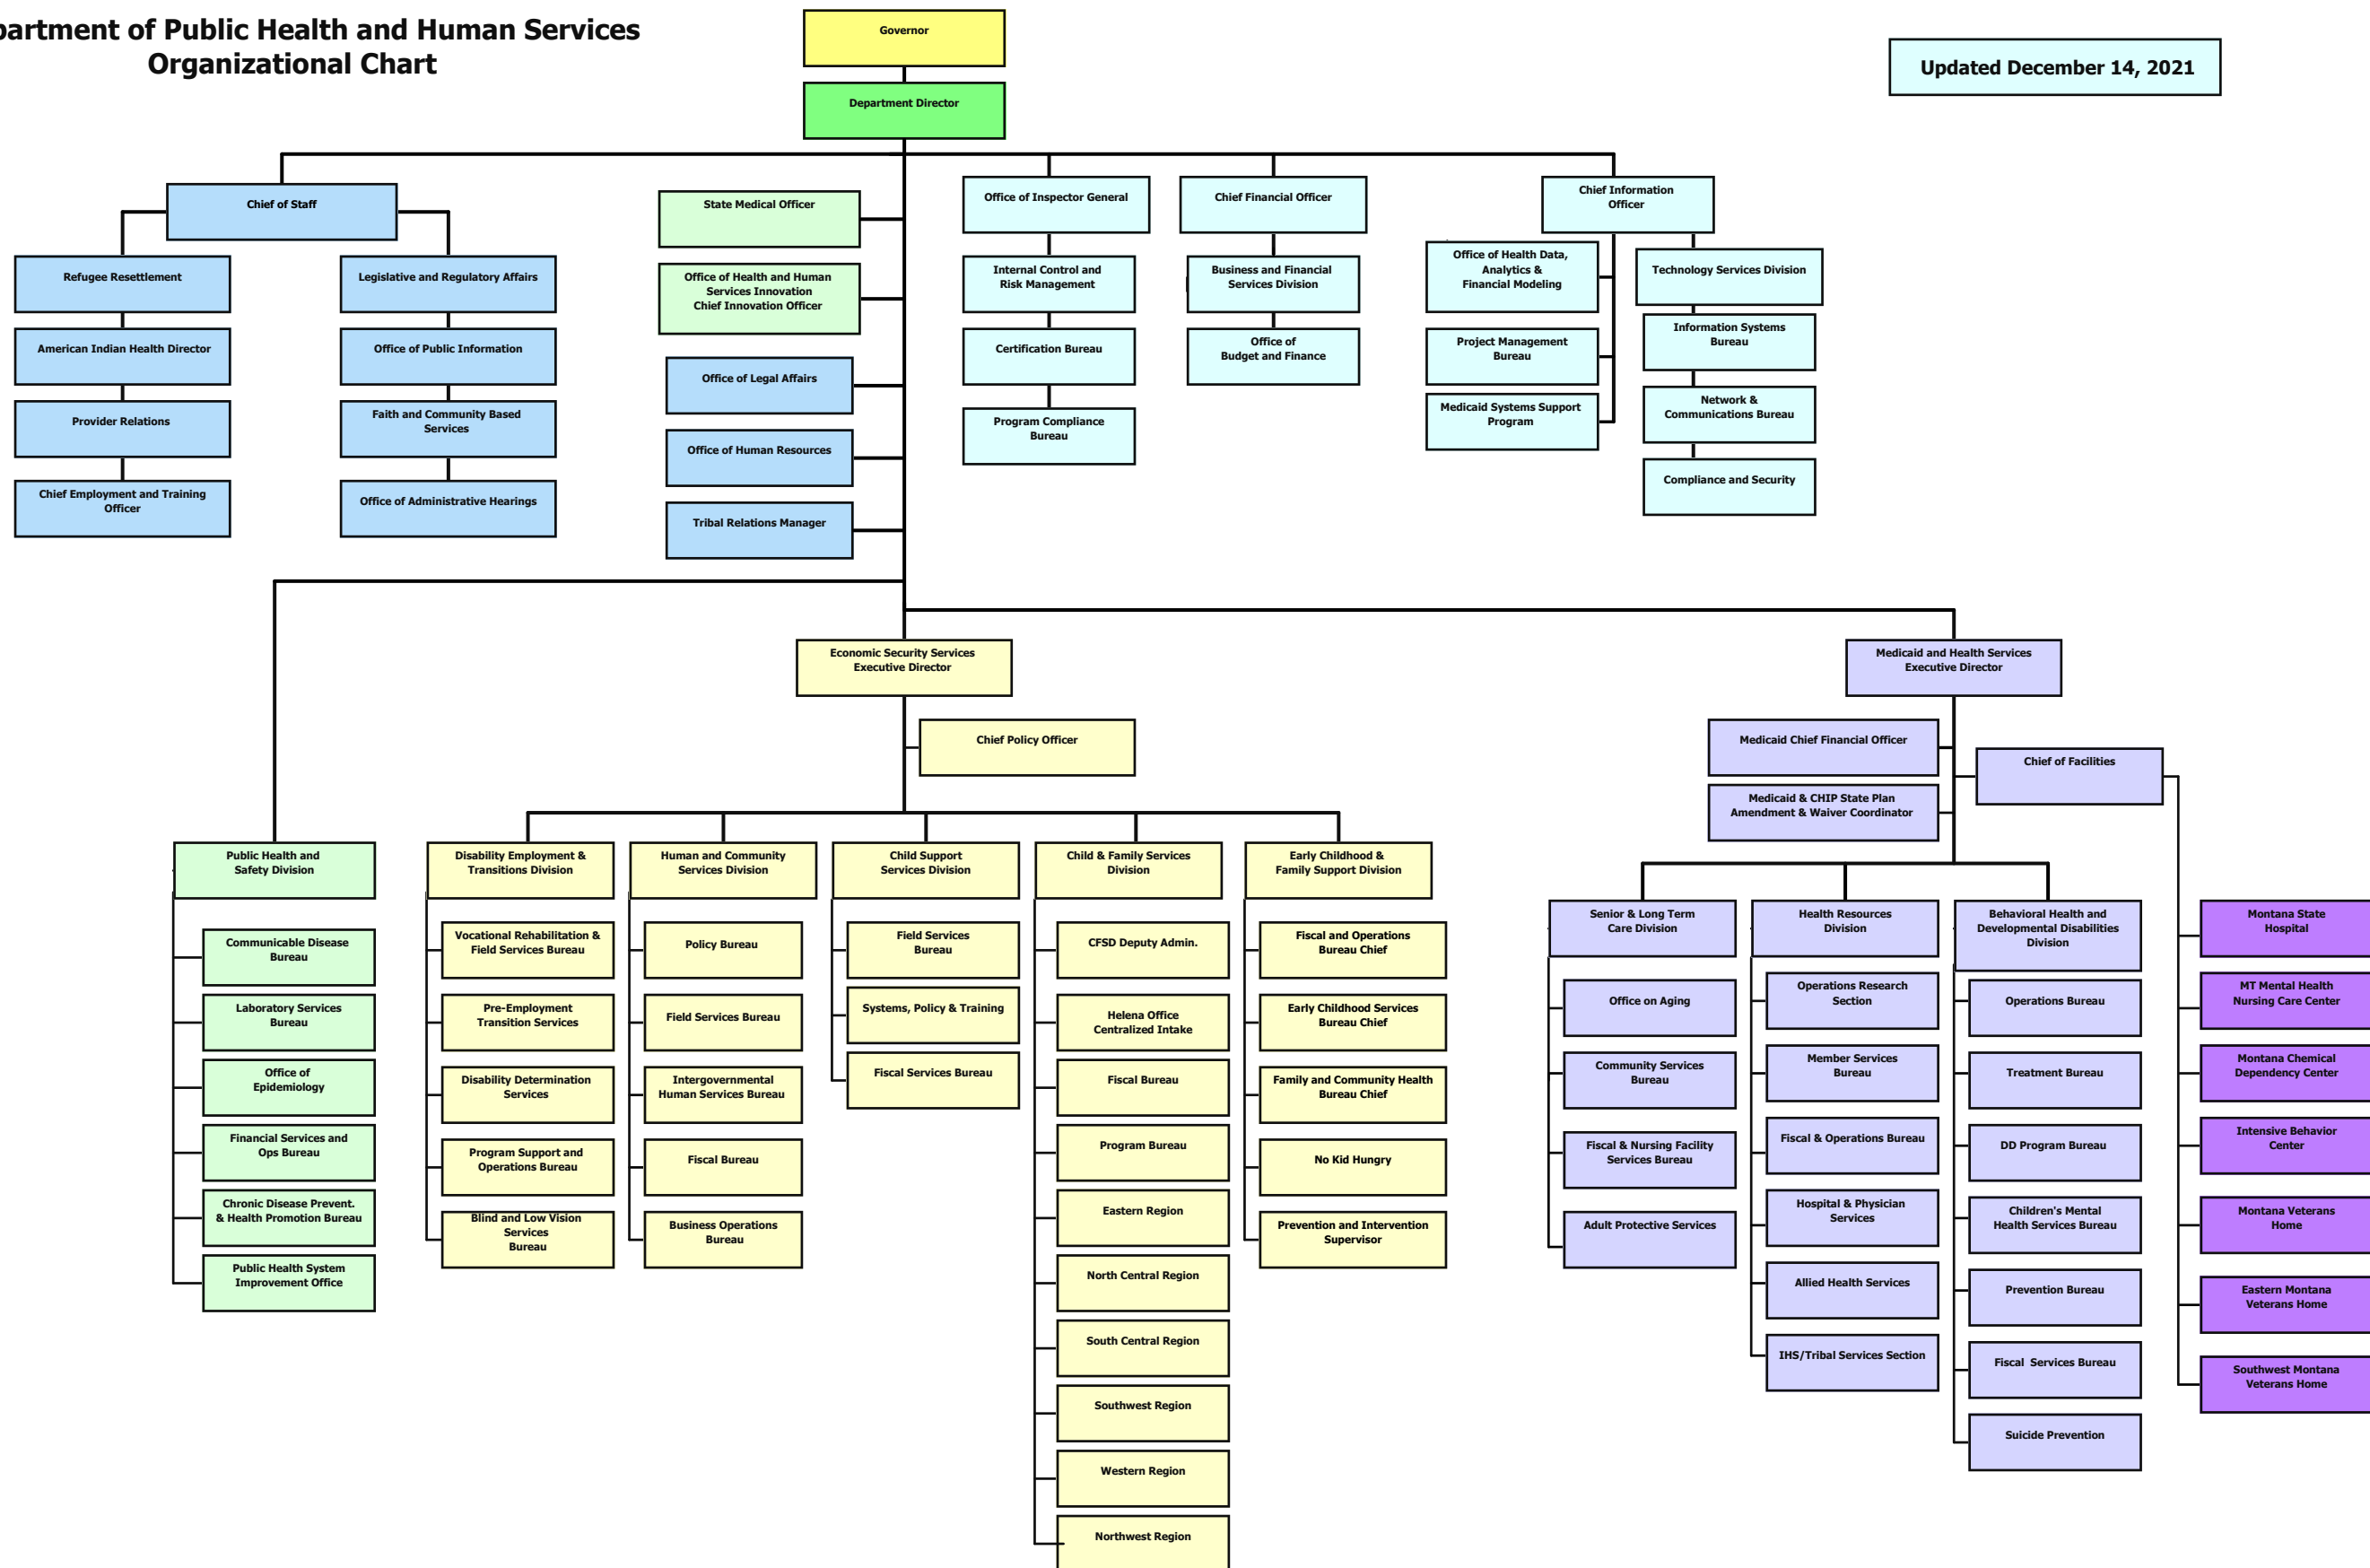 partment of Public Health and Human Services
Organizational Chart
Governor
Updated December 14, 2021
Department Director
Chief of Staff
State Medical Officer
Office of Inspector General
Chief Financial Officer
Chief Information
Officer
Refugee Resettlement
Legislative and Regulatory Affairs
Office of Health and Human
Services Innovation
Chief Innovation Officer
Internal Control and
Risk Management
Business and Financial
Services Division
Office of Health Data,
Analytics &
Financial Modeling
Technology Services Division
American Indian Health Director
Office of Public Information
Office of Legal Affairs
Certification Bureau
Office of
Budget and Finance
Project Management
Bureau
Information Systems
Bureau
Provider Relations
Faith and Community Based
Services
Office of Human Resources
Program Compliance
Bureau
Medicaid Systems Support
Program
Network &
Communications Bureau
Chief Employment and Training
Officer
Office of Administrative Hearings
Tribal Relations Manager
Compliance and Security
Economic Security Services
Executive Director
Medicaid and Health Services
Executive Director
Chief Policy Officer
Medicaid Chief Financial Officer
Chief of Facilities
Medicaid & CHIP State Plan
Amendment & Waiver Coordinator
Public Health and
Safety Division
Communicable Disease
Bureau
Laboratory Services
Bureau
Office of
Epidemiology
Financial Services and
Ops Bureau
Chronic Disease Prevent.
& Health Promotion Bureau
Public Health System
Improvement Office
Disability Employment &
Transitions Division
Vocational Rehabilitation &
Field Services Bureau
Pre-Employment
Transition Services
Disability Determination
Services
Program Support and
Operations Bureau
Blind and Low Vision
Services
Bureau
Human and Community
Services Division
Policy Bureau
Field Services Bureau
Intergovernmental
Human Services Bureau
Fiscal Bureau
Business Operations
Bureau
Child Support
Services Division
Field Services
Bureau
Systems, Policy & Training
Fiscal Services Bureau
Child & Family Services
Division
CFSD Deputy Admin.
Helena Office
Centralized Intake
Fiscal Bureau
Program Bureau
Eastern Region
North Central Region
South Central Region
Southwest Region
Western Region
Northwest Region
Early Childhood &
Family Support Division
Fiscal and Operations
Bureau Chief
Early Childhood Services
Bureau Chief
Family and Community Health
Bureau Chief
No Kid Hungry
Prevention and Intervention
Supervisor
Senior & Long Term
Care Division
Office on Aging
Community Services
Bureau
Fiscal & Nursing Facility
Services Bureau
Adult Protective Services
Health Resources
Division
Operations Research
Section
Member Services
Bureau
Fiscal & Operations Bureau
Hospital & Physician
Services
Allied Health Services
IHS/Tribal Services Section
Behavioral Health and
Developmental Disabilities
Division
Operations Bureau
Treatment Bureau
DD Program Bureau
Children's Mental
Health Services Bureau
Prevention Bureau
Fiscal  Services Bureau
Suicide Prevention
Montana State
Hospital
MT Mental Health
Nursing Care Center
Montana Chemical
Dependency Center
Intensive Behavior
Center
Montana Veterans
Home
Eastern Montana
Veterans Home
Southwest Montana
Veterans Home